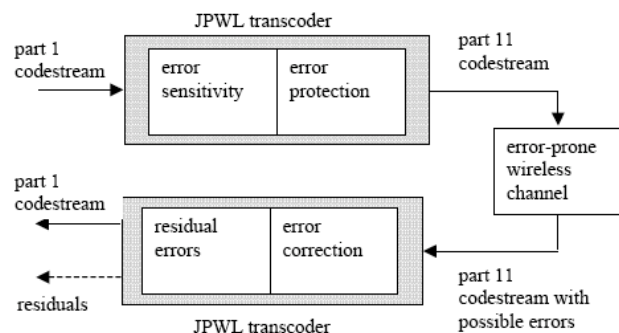 JPWL transcoder
part 1
codestream
error
sensitivity
error
protection
part 11
codestream
error-prone
wireless
channel
part 1
codestream
residual
errors
error
correction
residuals
part 11
codestream with
possible errors
JPWL transcoder